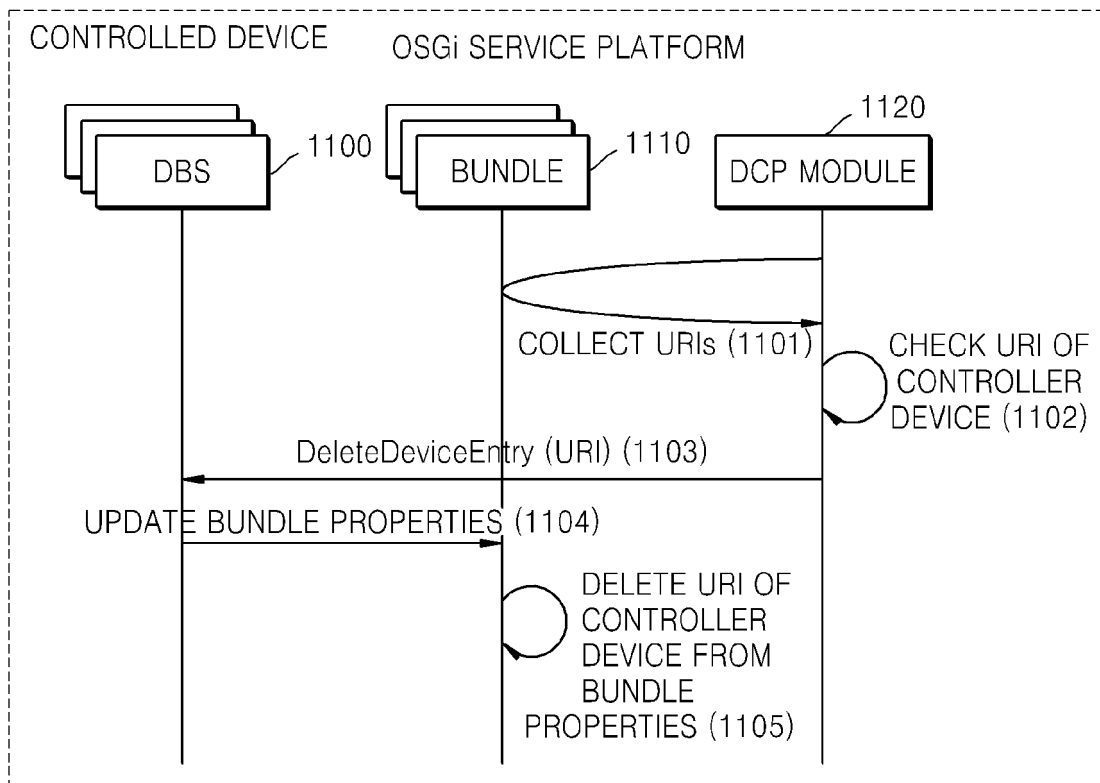 CONTROLLED DEVICE
OSGi SERVICE PLATFORM
1100
1110
1120
DBS
BUNDLE
DCP MODULE
COLLECT URIs (1101)
CHECK URI OF
CONTROLLER
DEVICE (1102)
DeleteDeviceEntry (URI) (1103)
UPDATE BUNDLE PROPERTIES (1104)
DELETE URI OF
CONTROLLER
DEVICE FROM
BUNDLE
PROPERTIES (1105)